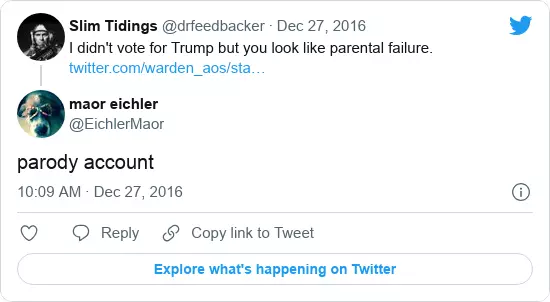 Slim Tidings @drfeedbacker · Dec 27, 2016
I didn't vote for Trump but you look like parental failure.
twitter.com/warden_aos/sta…
maor eichler
@EichlerMaor
parody account
10:09 AM · Dec 27, 2016
Reply
Copy link to Tweet
Explore what's happening on Twitter